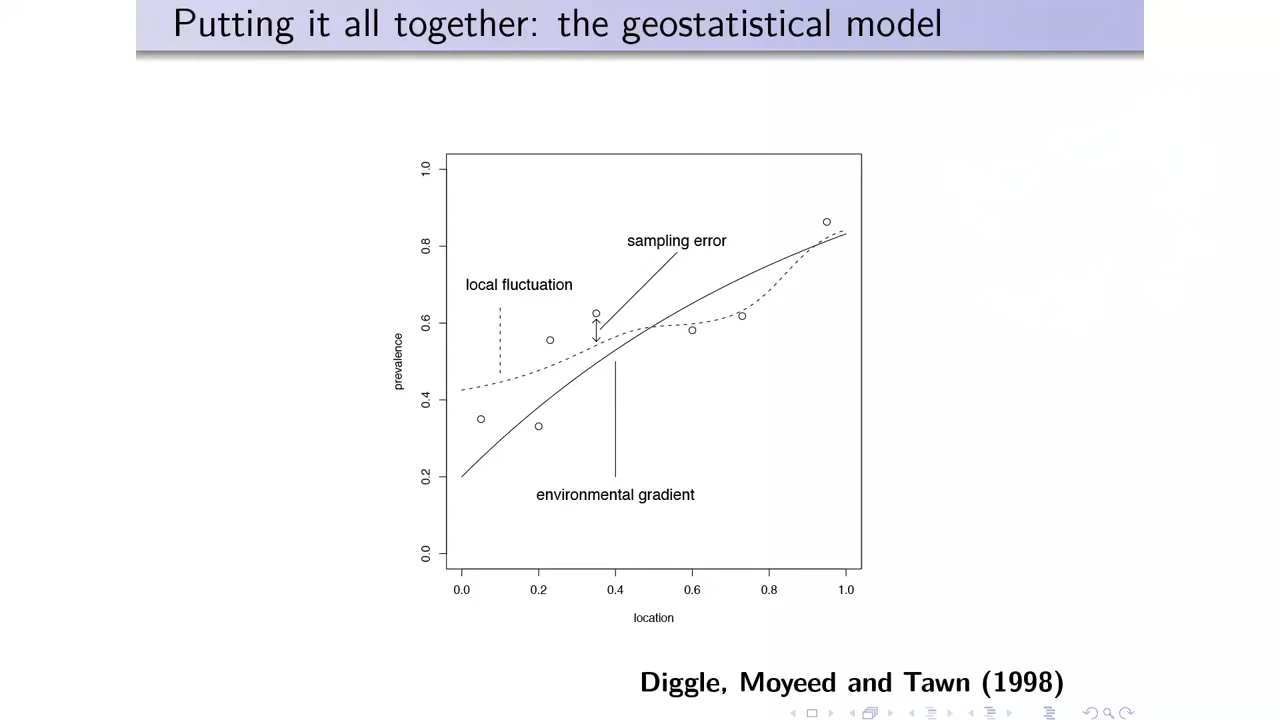 Putting it all together: the geostatistical model
sampling error
local fluctuation
environmental gradient
prevalence
1.0
0.8
0.6
0.4
0.2
0.0
0.0 0.2 0.4 0.6 0.8 1.0
location
Diggle, Moyeed and Tawn (1998)